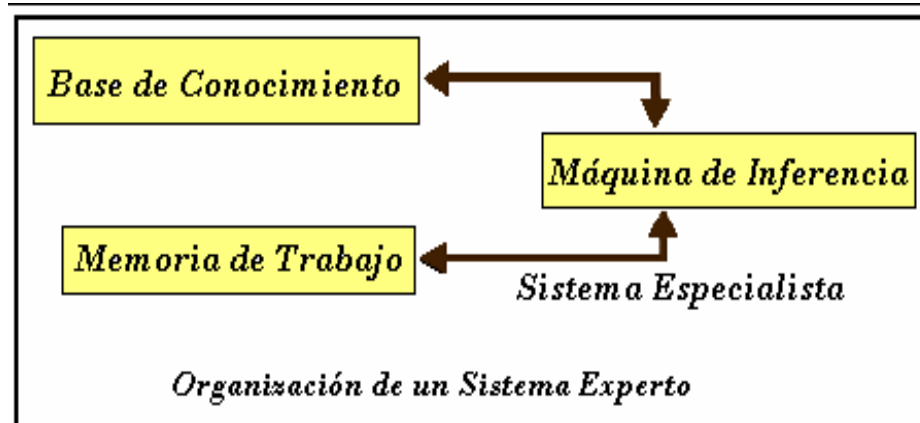 Base de Conocimiento
Máquina de Inferencia
Memoria de Trabajo
Sistema Especialista
Organización de un Sistema Experto